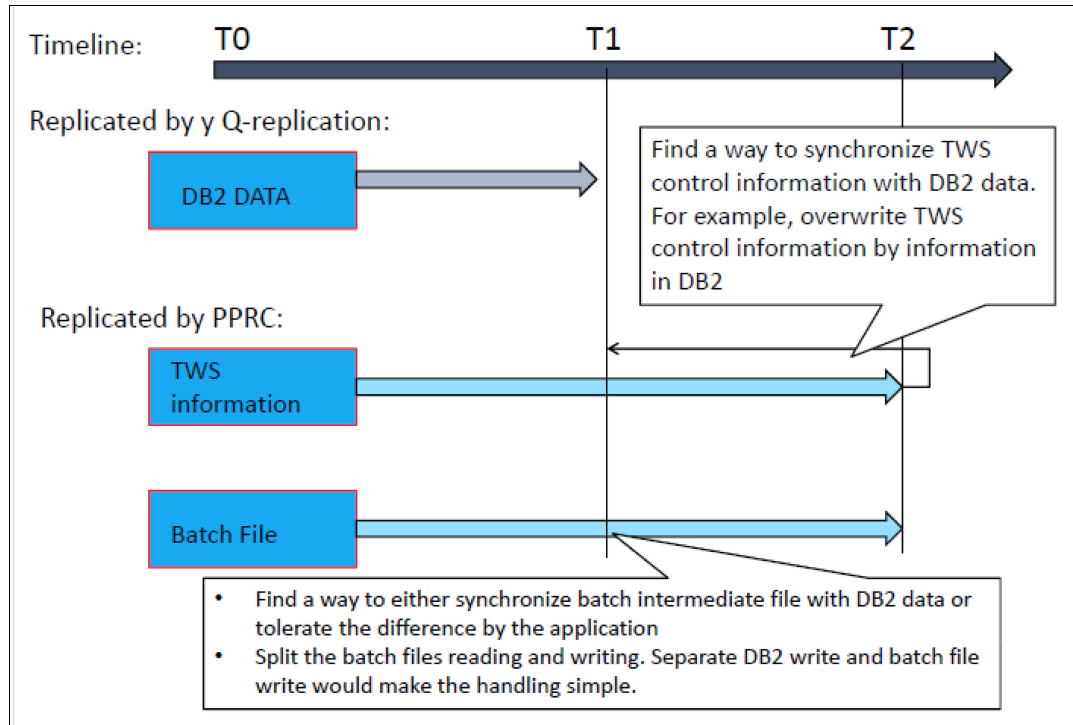 Timeline:
T0
T1
T2
Replicated by y Q-replication:
DB2 DATA
Find a way to synchronize TWS
control information with DB2 data.
For example, overwrite TWS
control information by information
in DB2
Replicated by PPRC:
TWS
information
Batch File
• Find a way to either synchronize batch intermediate file with DB2 data or
tolerate the difference by the application
• Split the batch files reading and writing. Separate DB2 write and batch file
write would make the handling simple.